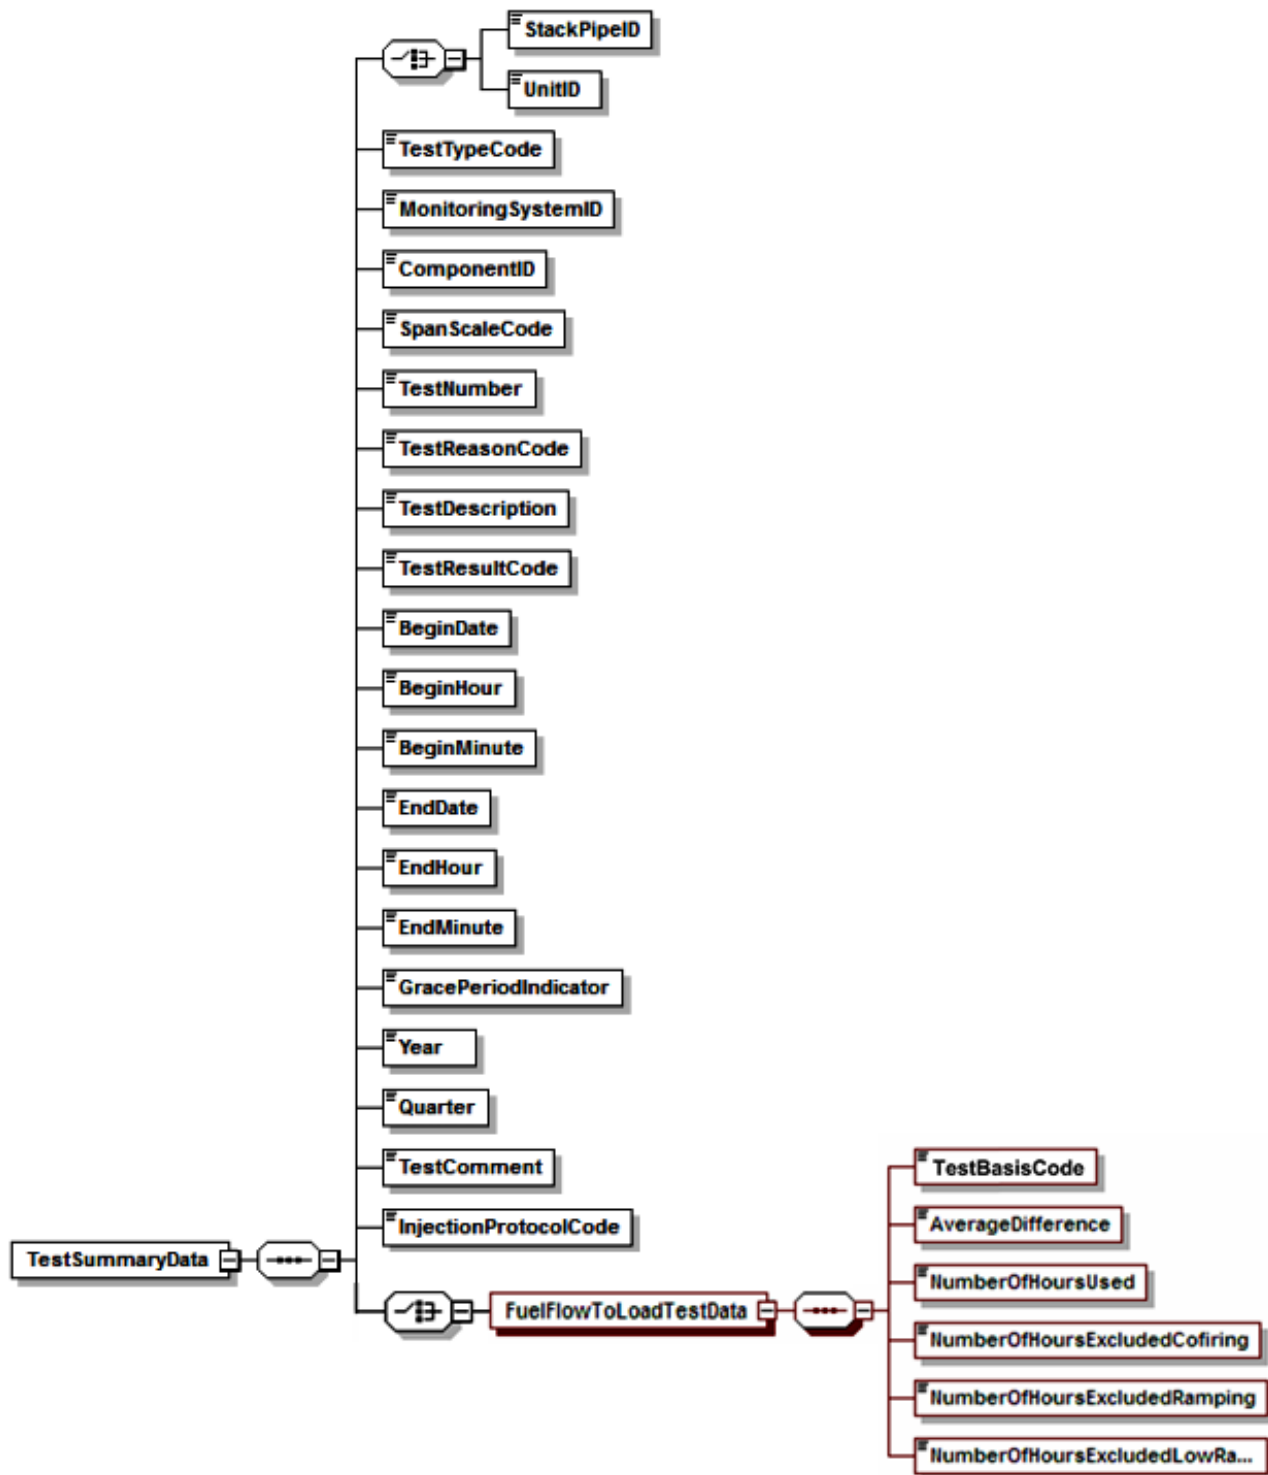 StackPipeID
UnitID
TestTypeCode
MonitoringSystemID
ComponentID
SpanScaleCode
TestNumber
TestReasonCode
TestDescription
TestResultCode
BeginDate
BeginHour
BeginMinute
EndDate
EndHour
EndMinute
GracePeriodIndicator
Year
Quarter
TestComment
InjectionProtocolCode
TestSummaryData
FuelFlowToLoadTestData
TestBasisCode
AverageDifference
NumberOfHoursUsed
NumberOfHoursExcludedCofiring
NumberOfHoursExcludedRamping
NumberOfHoursExcludedLowRa...